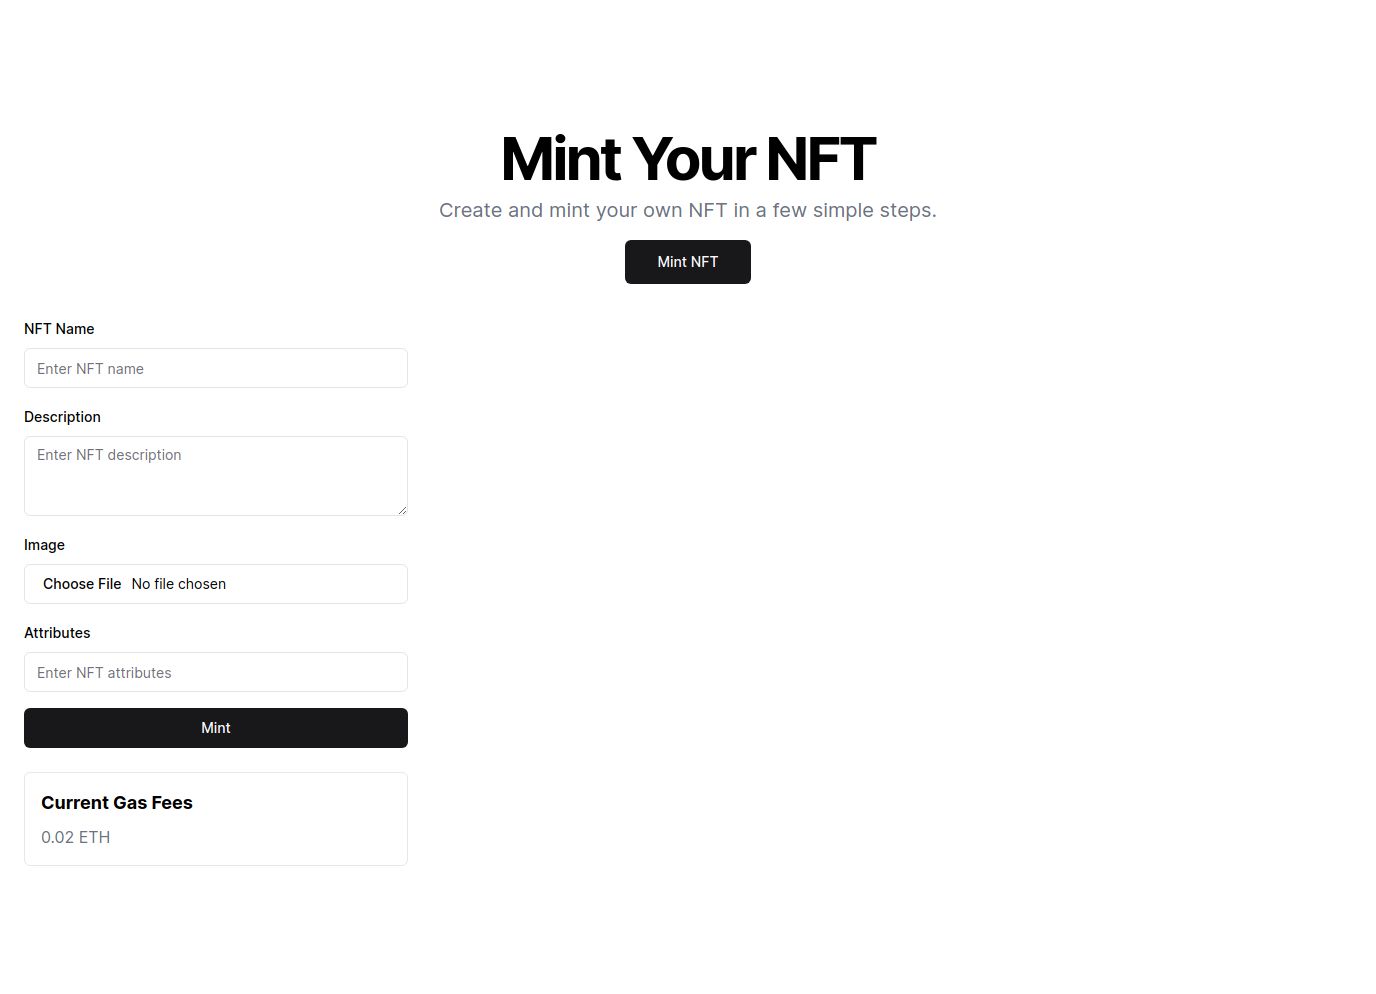 Mint Your NFT
Create and mint your own NFT in a few simple steps.
Mint NFT
NFT Name
Enter NFT name
Description
Enter NFT description
Image
Choose File No file chosen
Attributes
Enter NFT attributes
Mint
Current Gas Fees
0.02 ETH